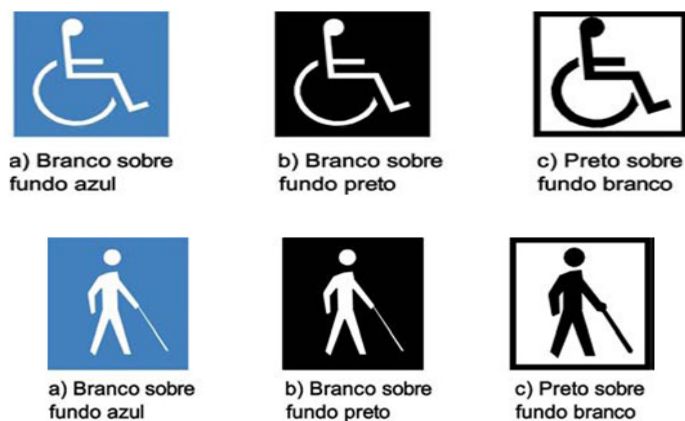 a) Branco sobre
fundo azul
b) Branco sobre
fundo preto
c) Preto sobre
fundo branco
a) Branco sobre
fundo azul
b) Branco sobre
fundo preto
c) Preto sobre
fundo branco